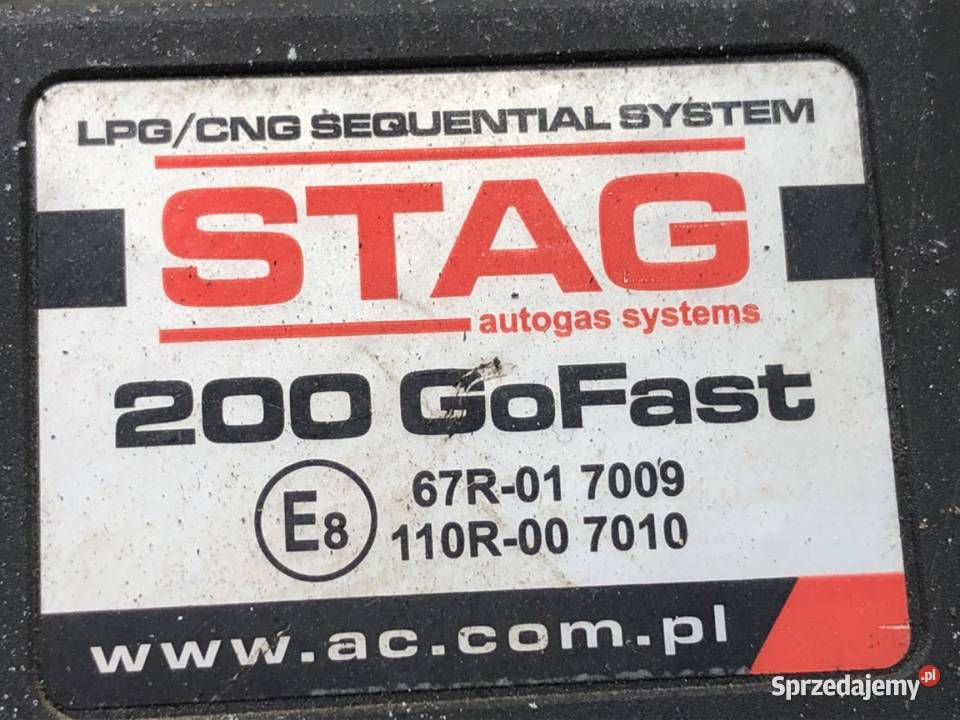 LPG/CNG SEQUENTIAL SYSTEM
STAG
autogas systems
200 GoFast
E8 67R-01 7009
110R-00 7010
www.ac.com.pl
Sprzedajemy.pl